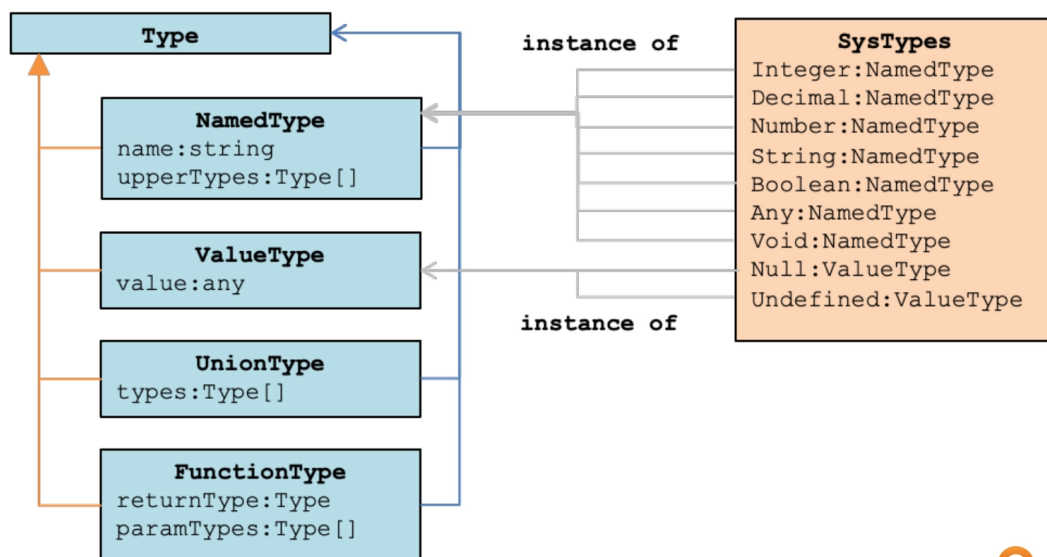 Type
NamedType
name:string
upperTypes:Type[]
ValueType
value:any
UnionType
types:Type[]
FunctionType
returnType:Type
paramTypes:Type[]
instance of
instance of
SysTypes
Integer:NamedType
Decimal:NamedType
Number:NamedType
String:NamedType
Boolean:NamedType
Any:NamedType
Void:NamedType
Null:ValueType
Undefined:ValueType